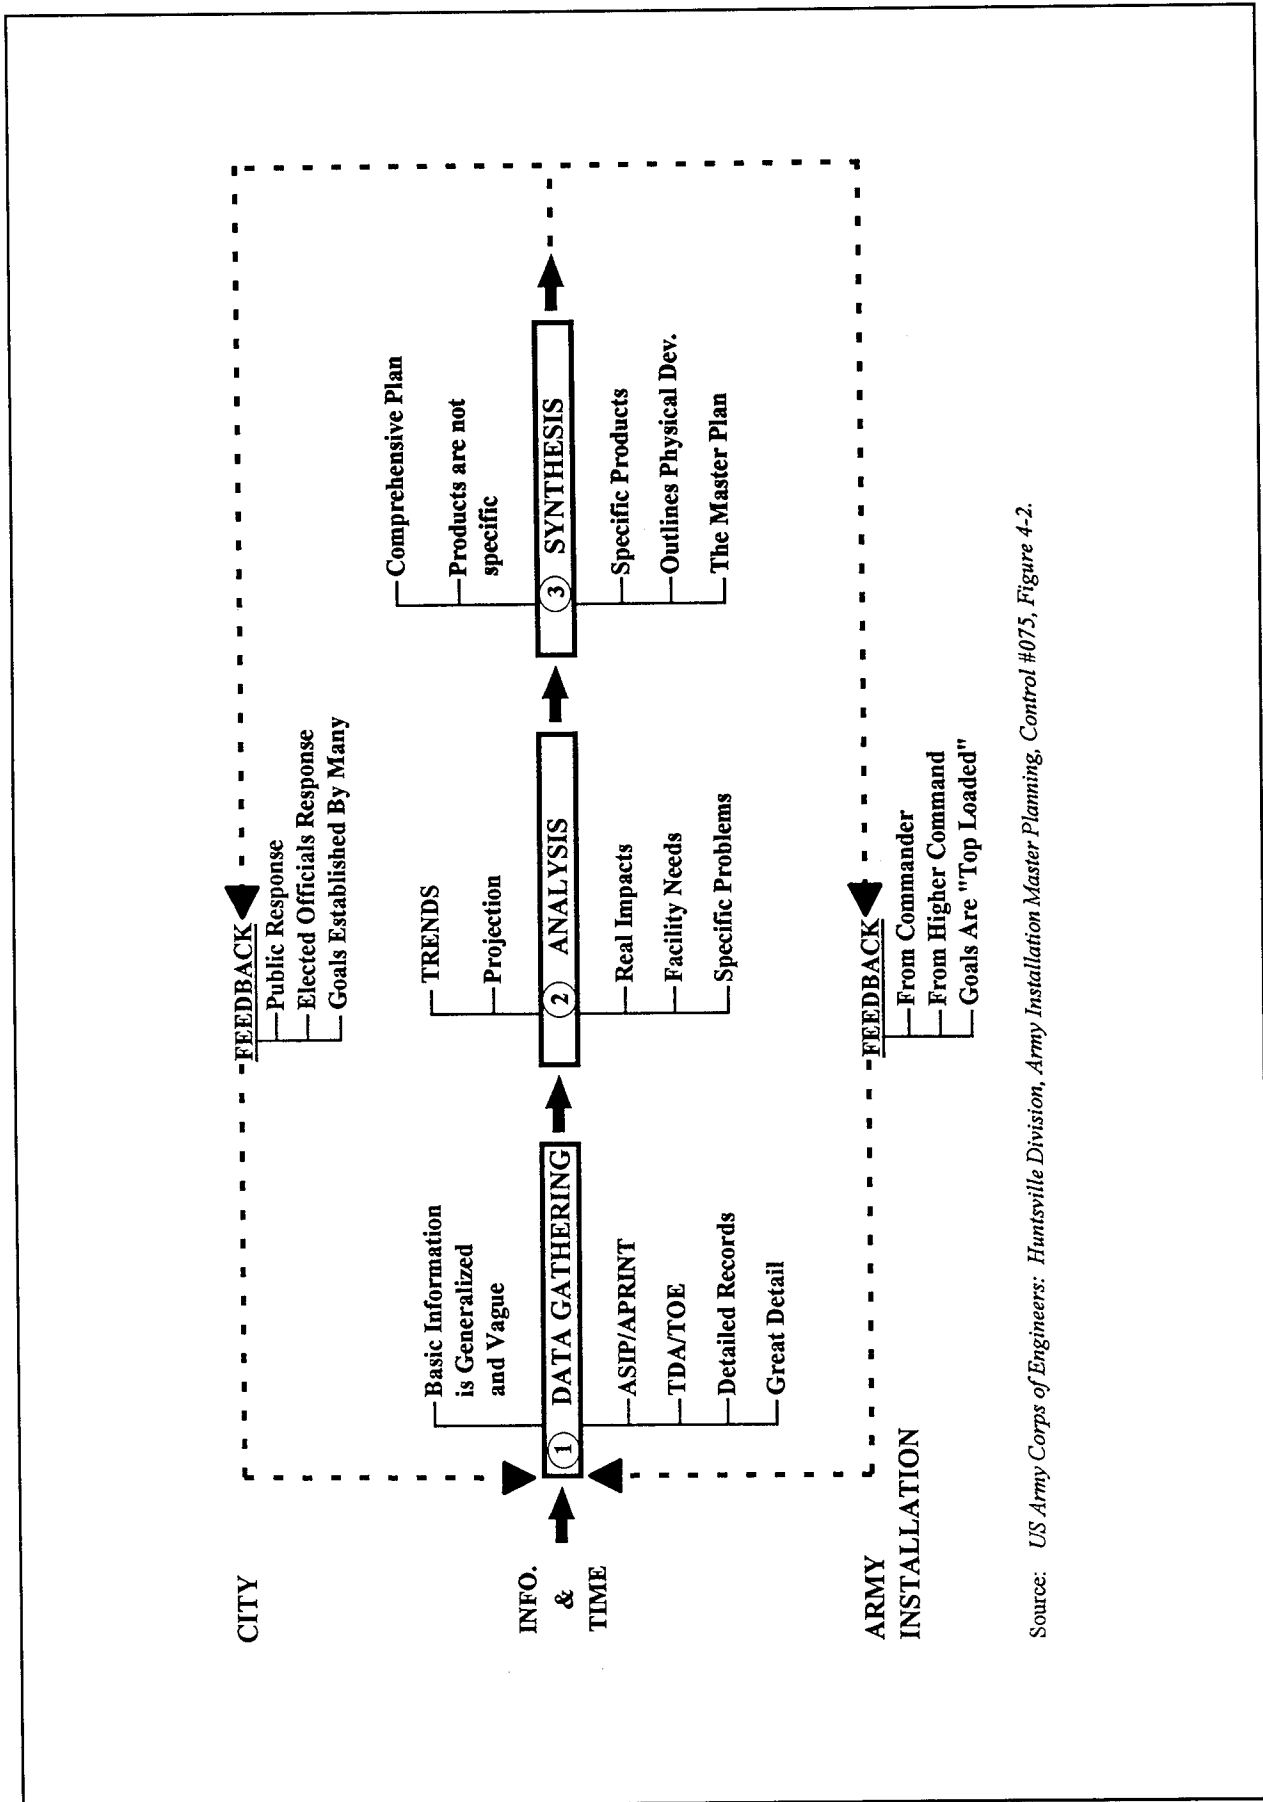 CITY
FEEDBACK
Public Response
Elected Officials Response
Goals Established By Many
Basic Information
is Generalized
and Vague
TRENDS
Projection
Comprehensive Plan
Products are not
specific
INFO.
&
TIME
1 DATA GATHERING
2 ANALYSIS
3 SYNTHESIS
ASIP/APRINT
TDA/TOE
Detailed Records
Great Detail
Real Impacts
Facility Needs
Specific Problems
Specific Products
Outlines Physical Dev.
The Master Plan
ARMY
INSTALLATION
FEEDBACK
From Commander
From Higher Command
Goals Are "Top Loaded"
Source: US Army Corps of Engineers: Huntsville Division, Army Installation Master Planning, Control #075, Figure 4-2.